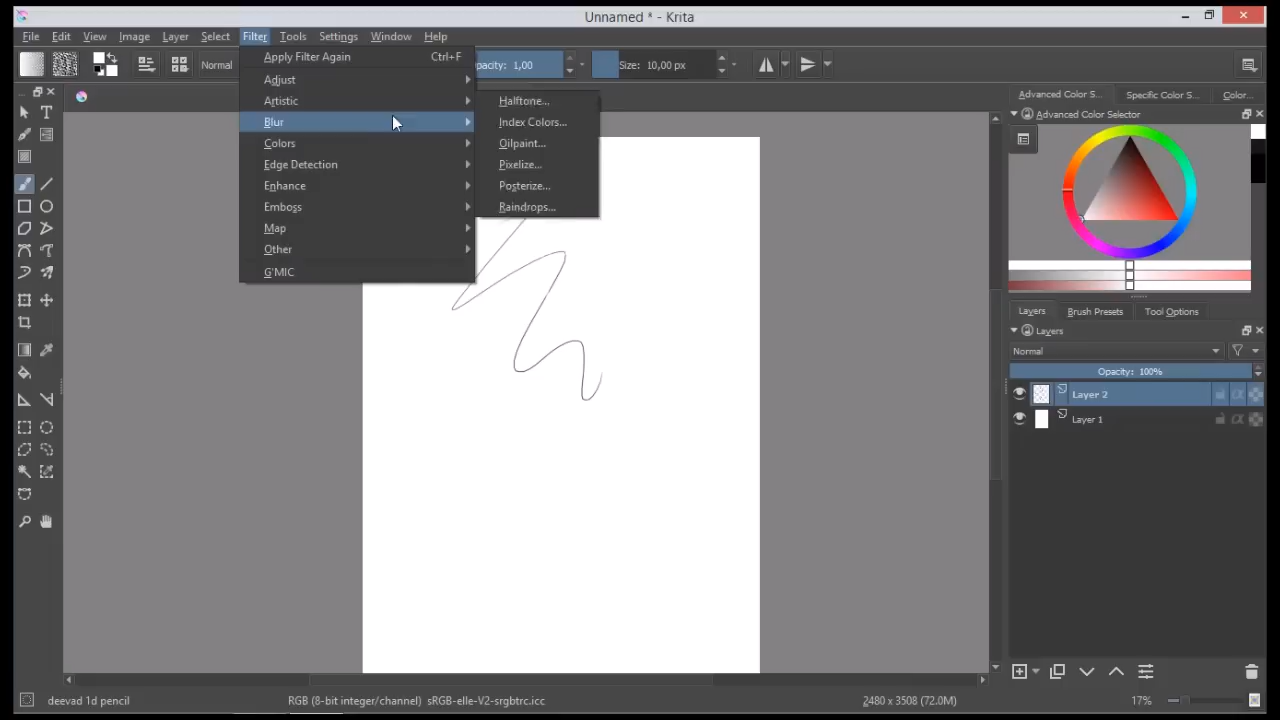 Unnamed * - Krita
File Edit View Image Layer Select Filter Tools Settings Window Help
Normal
pacity: 1,00
Size: 10,00 px
Apply Filter Again Ctrl+F
Adjust
Artistic
Blur
Colors
Edge Detection
Enhance
Emboss
Map
Other
G'MIC
Halftone...
Index Colors...
Oilpaint...
Pixelize...
Posterize...
Raindrops...
Advanced Color S... Specific Color Se... Color...
Advanced Color Selector
Layers Brush Presets Tool Options
Layers
Normal
Opacity: 100%
Layer 2
Layer 1
deevad 1d pencil
RGB (8-bit integer/channel) sRGB-elle-V2-srgbtrc.icc
2480 x 3508 (72.0M)
17%